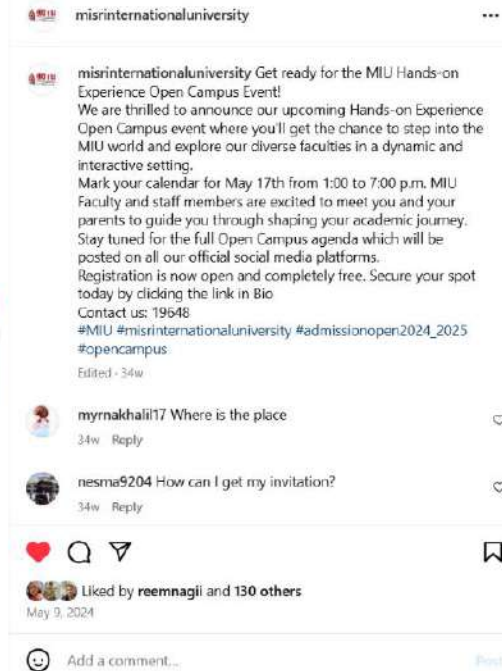 misrinternationaluniversity
misrinternationaluniversity Get ready for the MIU Hands-on
Experience Open Campus Event!
We are thrilled to announce our upcoming Hands-on Experience
Open Campus event where you'll get the chance to step into the
MIU world and explore our diverse faculties in a dynamic and
interactive setting.
Mark your calendar for May 17th from 1:00 to 7:00 p.m. MIU
Faculty and staff members are excited to meet you and your
parents to guide you through shaping your academic journey.
Stay tuned for the full Open Campus agenda which will be
posted on all our official social media platforms.
Registration is now open and completely free. Secure your spot
today by clicking the link in Bio
Contact us: 19648
#MIU #misrinternationaluniversity #admissionopen2024_2025
#opencampus
Edited · 34w
myrnakhalil17 Where is the place
34w Reply
nesma9204 How can I get my invitation?
34w Reply
Liked by reemnagii and 130 others
May 9, 2024
Add a comment...
Post